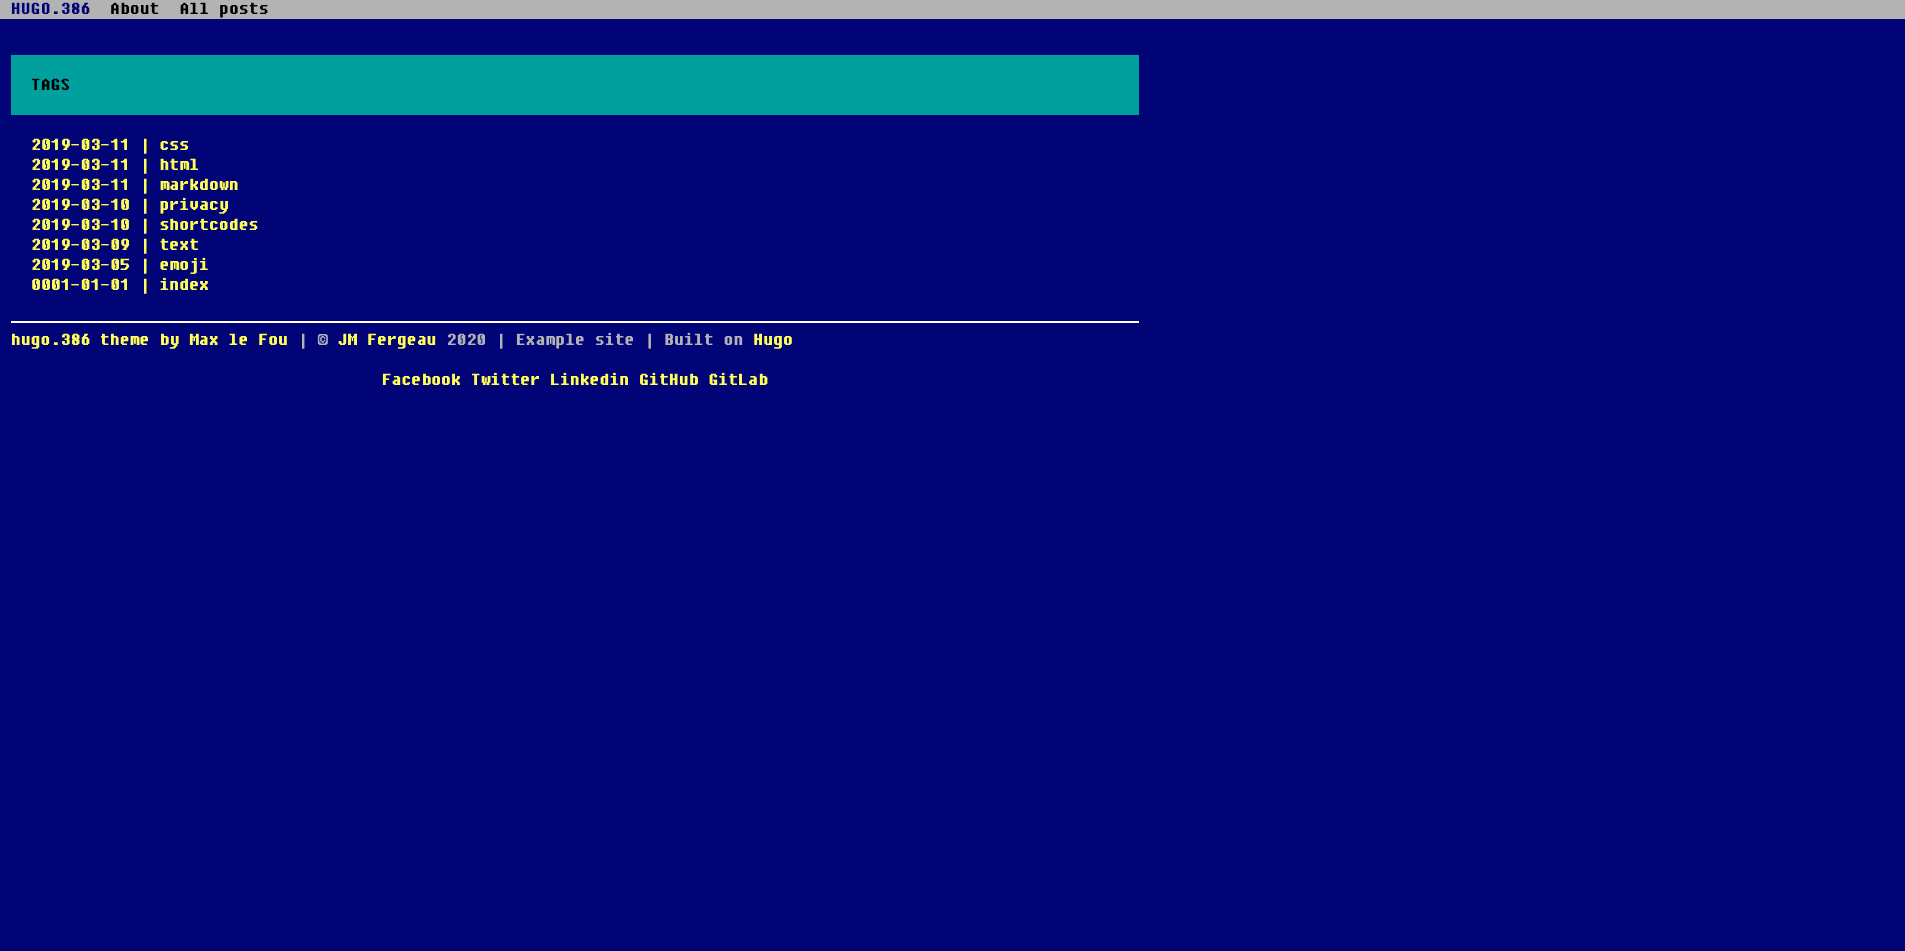 HUGO.386 About All posts
TAGS
2019-03-11 | css
2019-03-11 | html
2019-03-11 | markdown
2019-03-10 | privacy
2019-03-10 | shortcodes
2019-03-09 | text
2019-03-05 | emoji
0001-01-01 | index
hugo.386 theme by Max le Fou | © JM Fergeau 2020 | Example site | Built on Hugo
Facebook Twitter Linkedin GitHub GitLab